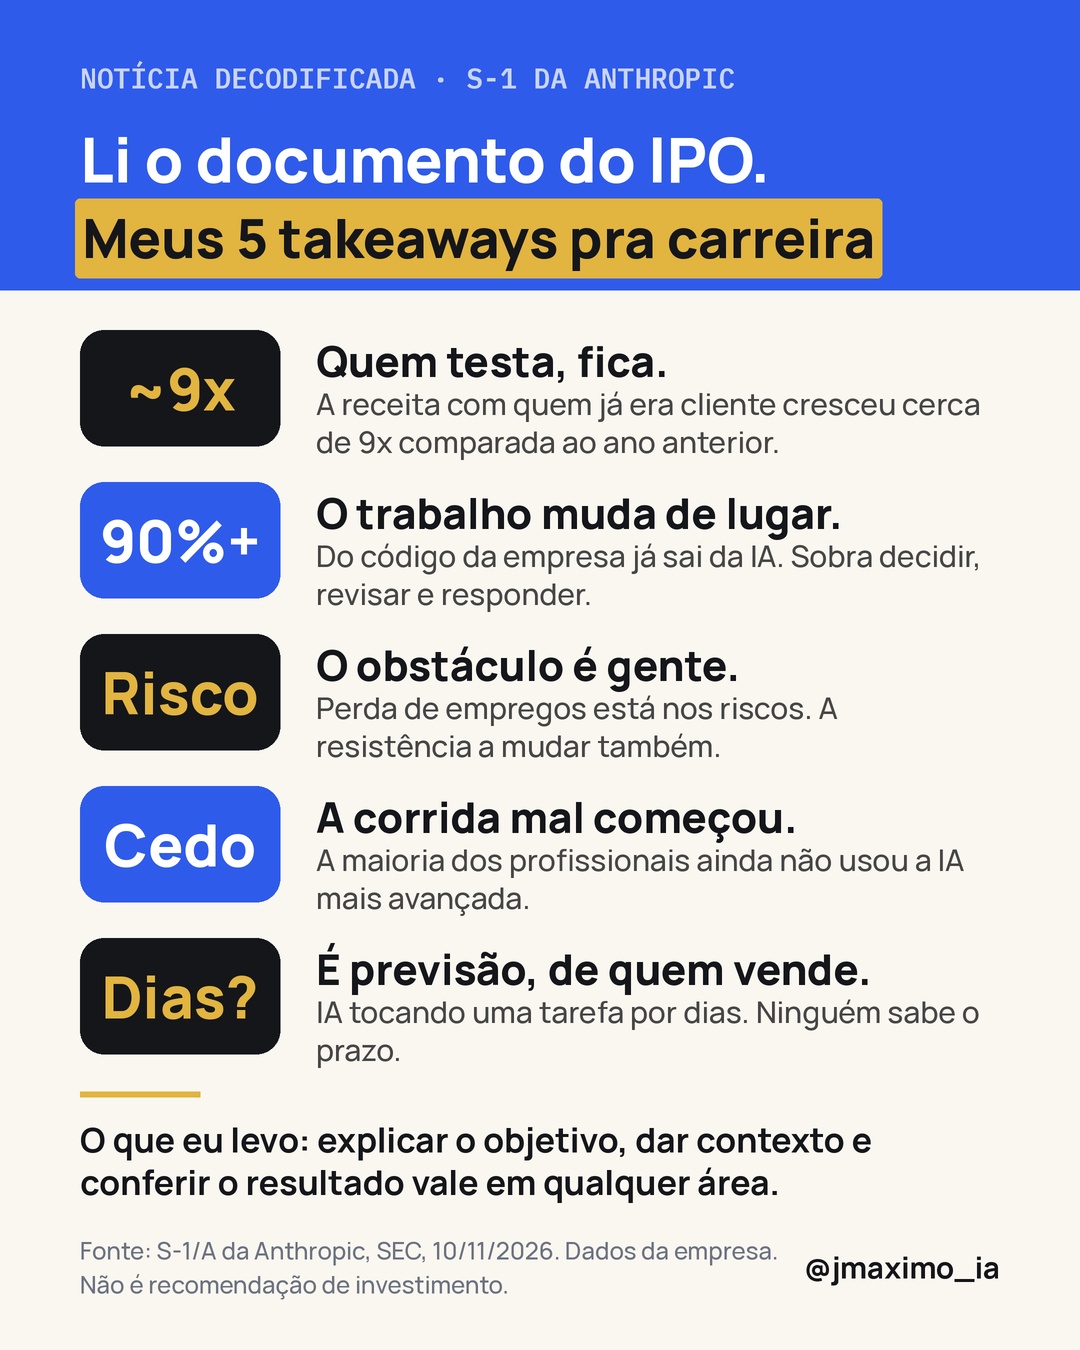 NOTÍCIA DECODIFICADA · S-1 DA ANTHROPIC
Li o documento do IPO.
Meus 5 takeaways pra carreira
~9x
Quem testa, fica.
A receita com quem já era cliente cresceu cerca
de 9x comparada ao ano anterior.
90%+
O trabalho muda de lugar.
Do código da empresa já sai da IA. Sobra decidir,
revisar e responder.
Risco
O obstáculo é gente.
Perda de empregos está nos riscos. A
resistência a mudar também.
Cedo
A corrida mal começou.
A maioria dos profissionais ainda não usou a IA
mais avançada.
Dias?
É previsão, de quem vende.
IA tocando uma tarefa por dias. Ninguém sabe o
prazo.
O que eu levo: explicar o objetivo, dar contexto e
conferir o resultado vale em qualquer área.
Fonte: S-1/A da Anthropic, SEC, 10/11/2026. Dados da empresa.
Não é recomendação de investimento.
@jmaximo_ia